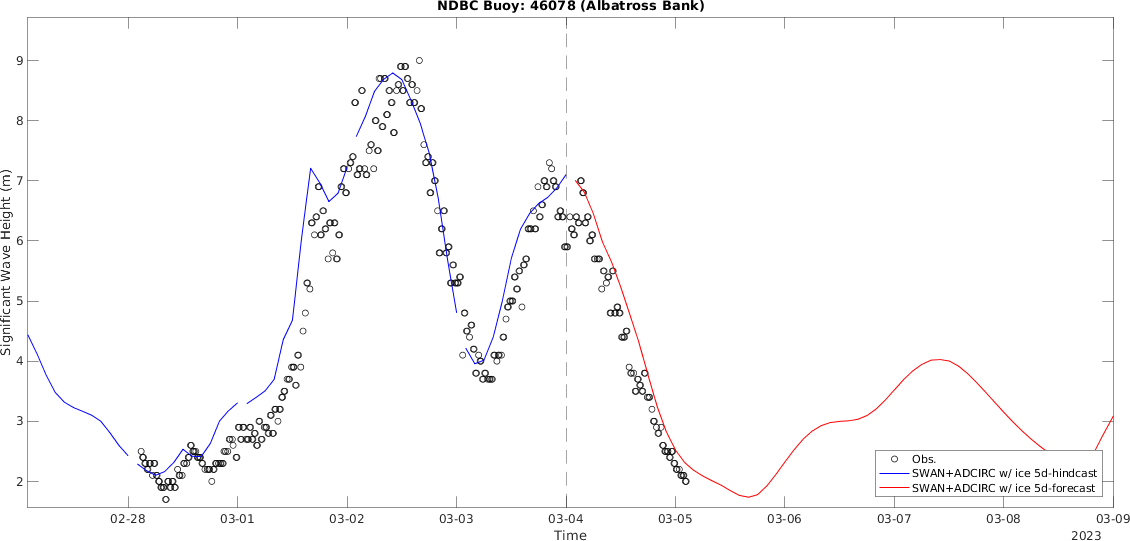 NDBC Buoy: 46078 (Albatross Bank)
9
8
7
6
5
4
3
2
Significant Wave Height (m)
Obs.
SWAN+ADCIRC w/ ice 5d-hindcast
SWAN+ADCIRC w/ ice 5d-forecast
02-28 03-01 03-02 03-03 03-04 03-05 03-06 03-07 03-08 03-09
Time
2023